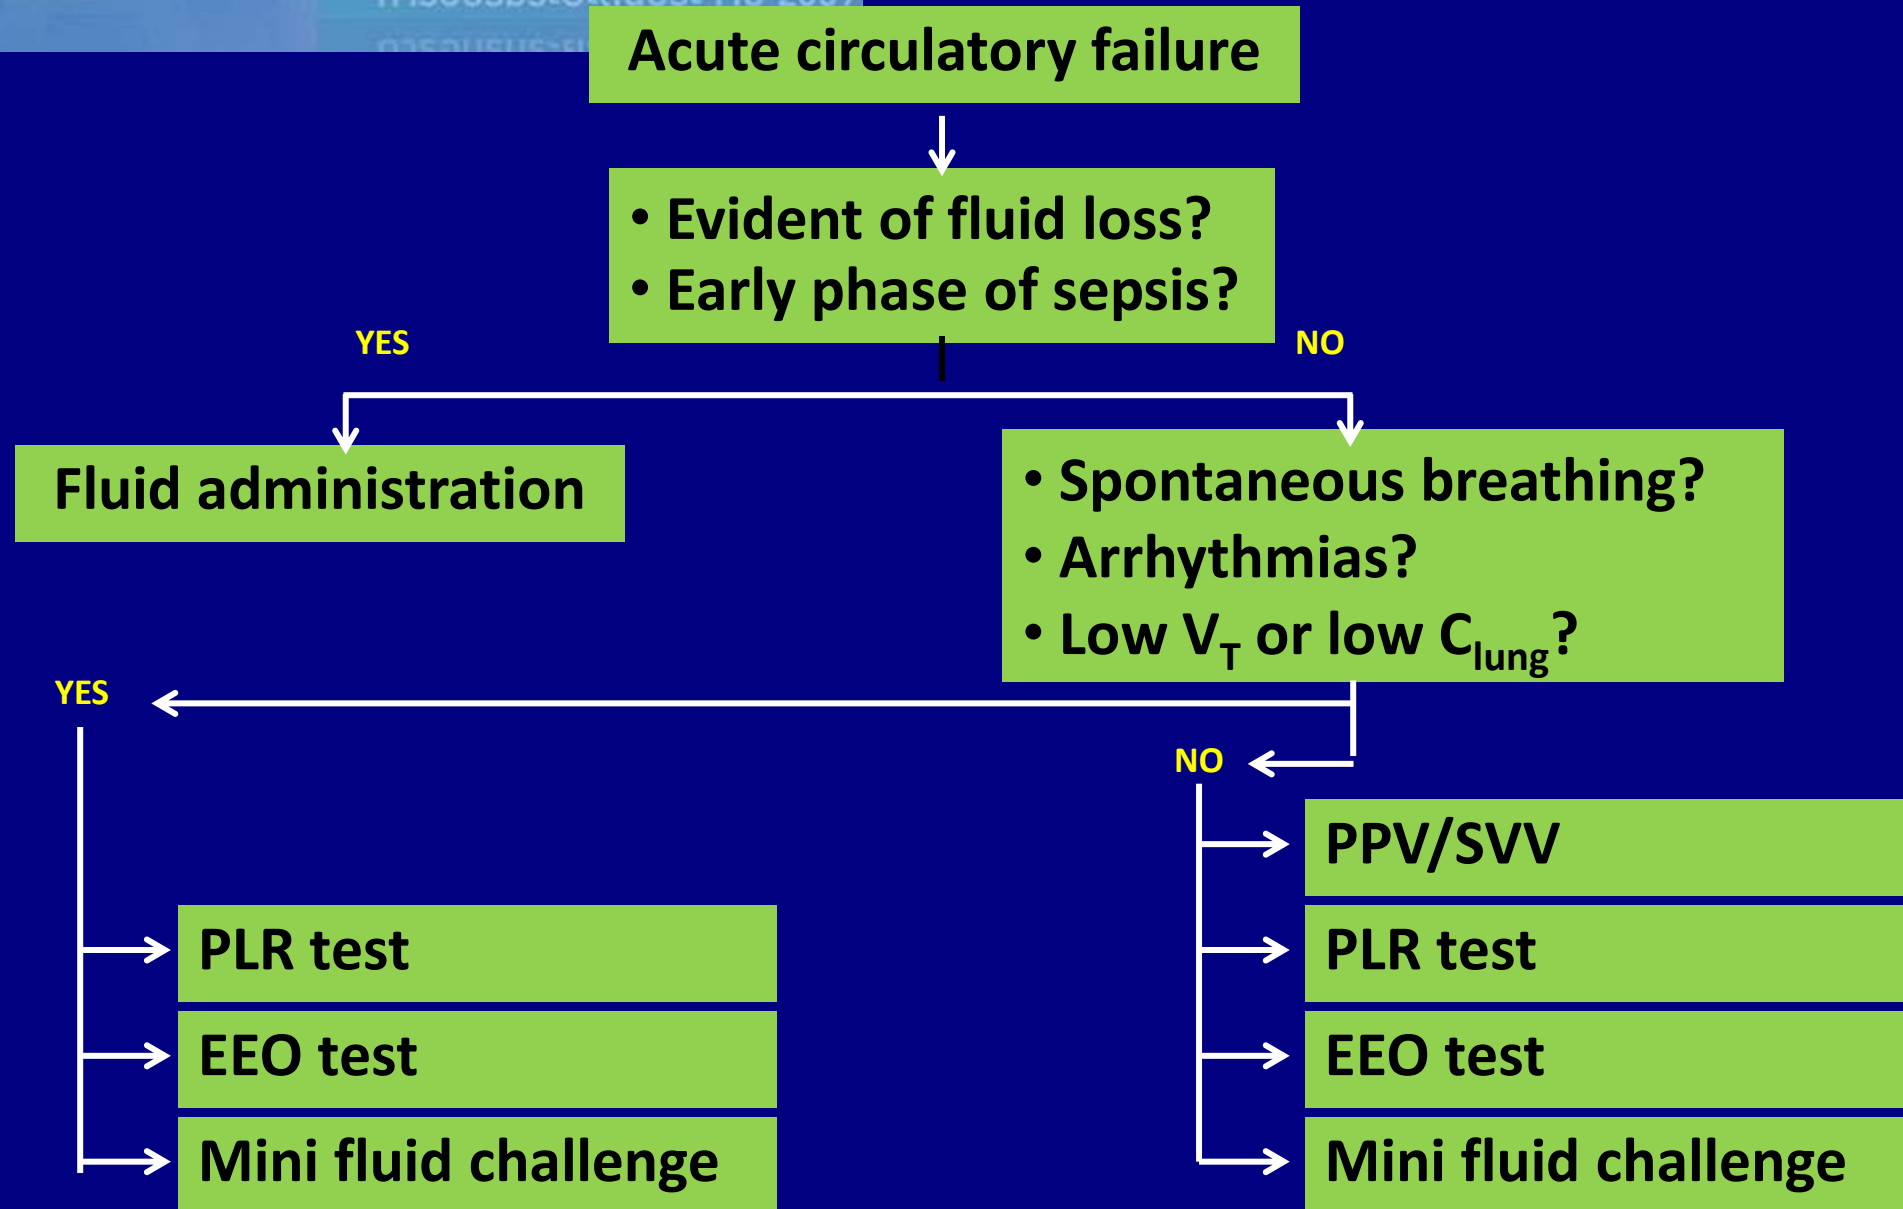 Acute circulatory failure
• Evident of fluid loss?
• Early phase of sepsis?
YES
NO
Fluid administration
• Spontaneous breathing?
• Arrhythmias?
• Low V_T or low C_lung?
YES
NO
PPV/SVV
PLR test
EEO test
Mini fluid challenge
PLR test
EEO test
Mini fluid challenge